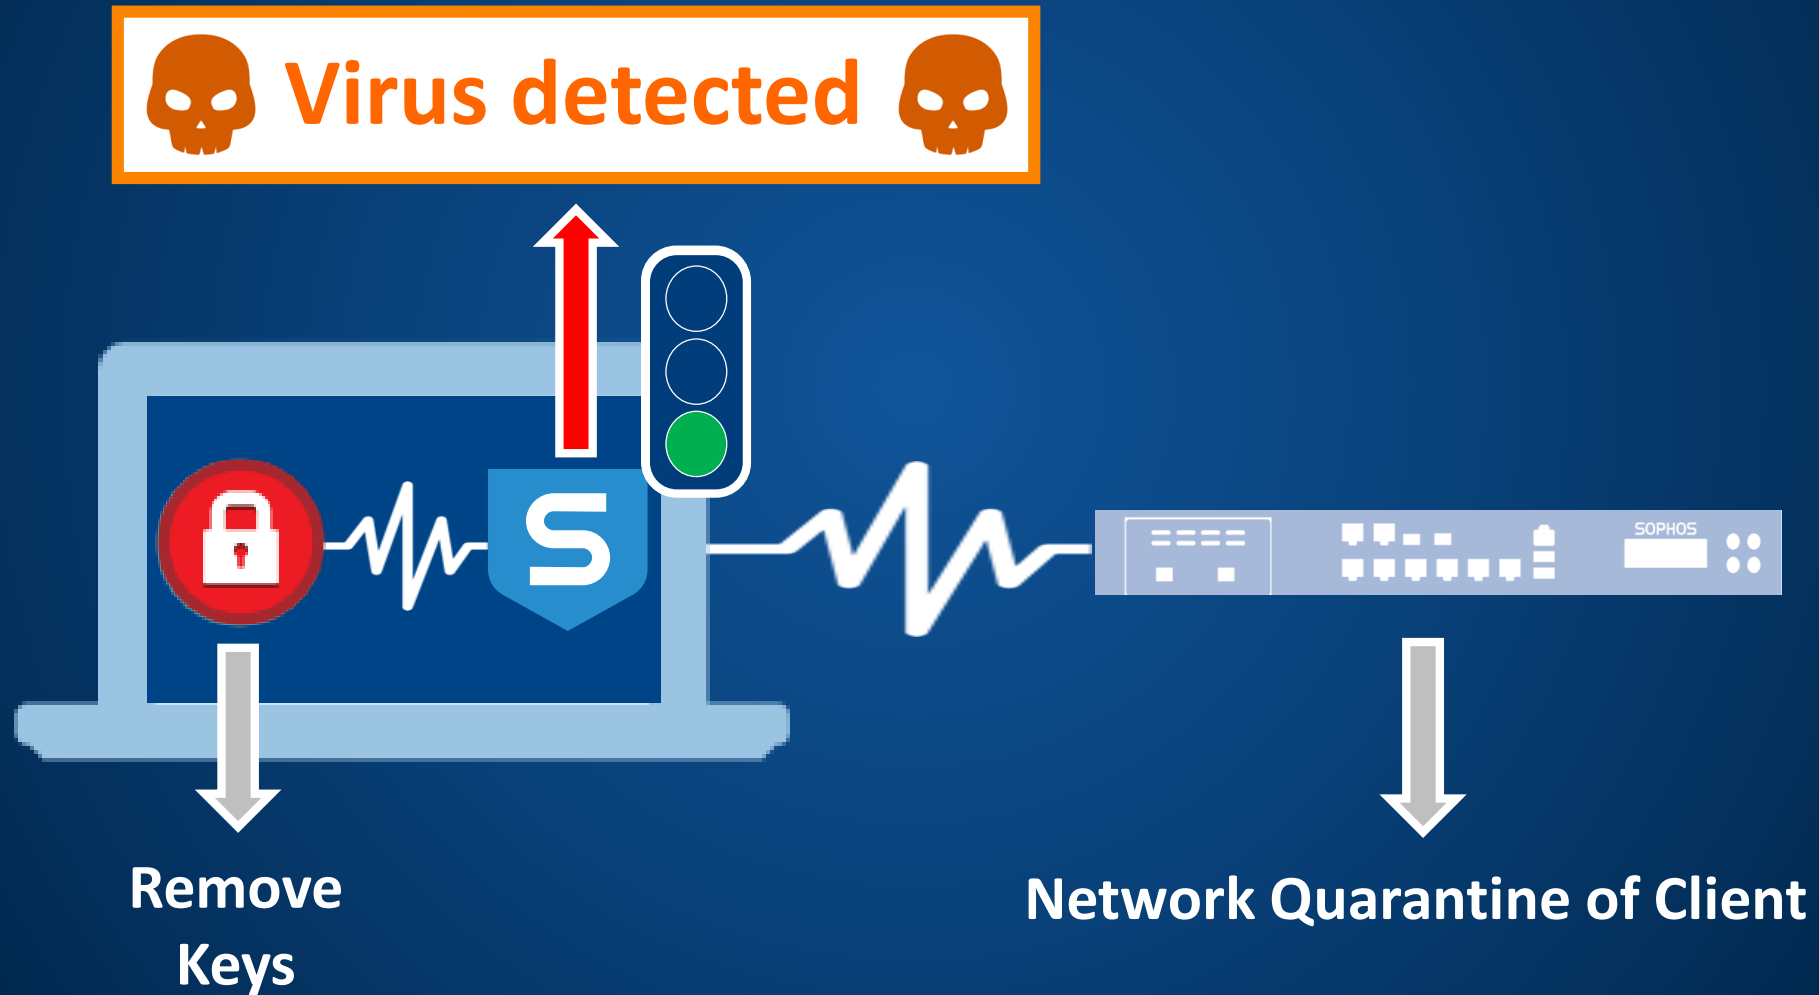 Virus detected
S
SOPHOS
Remove
Keys
Network Quarantine of Client